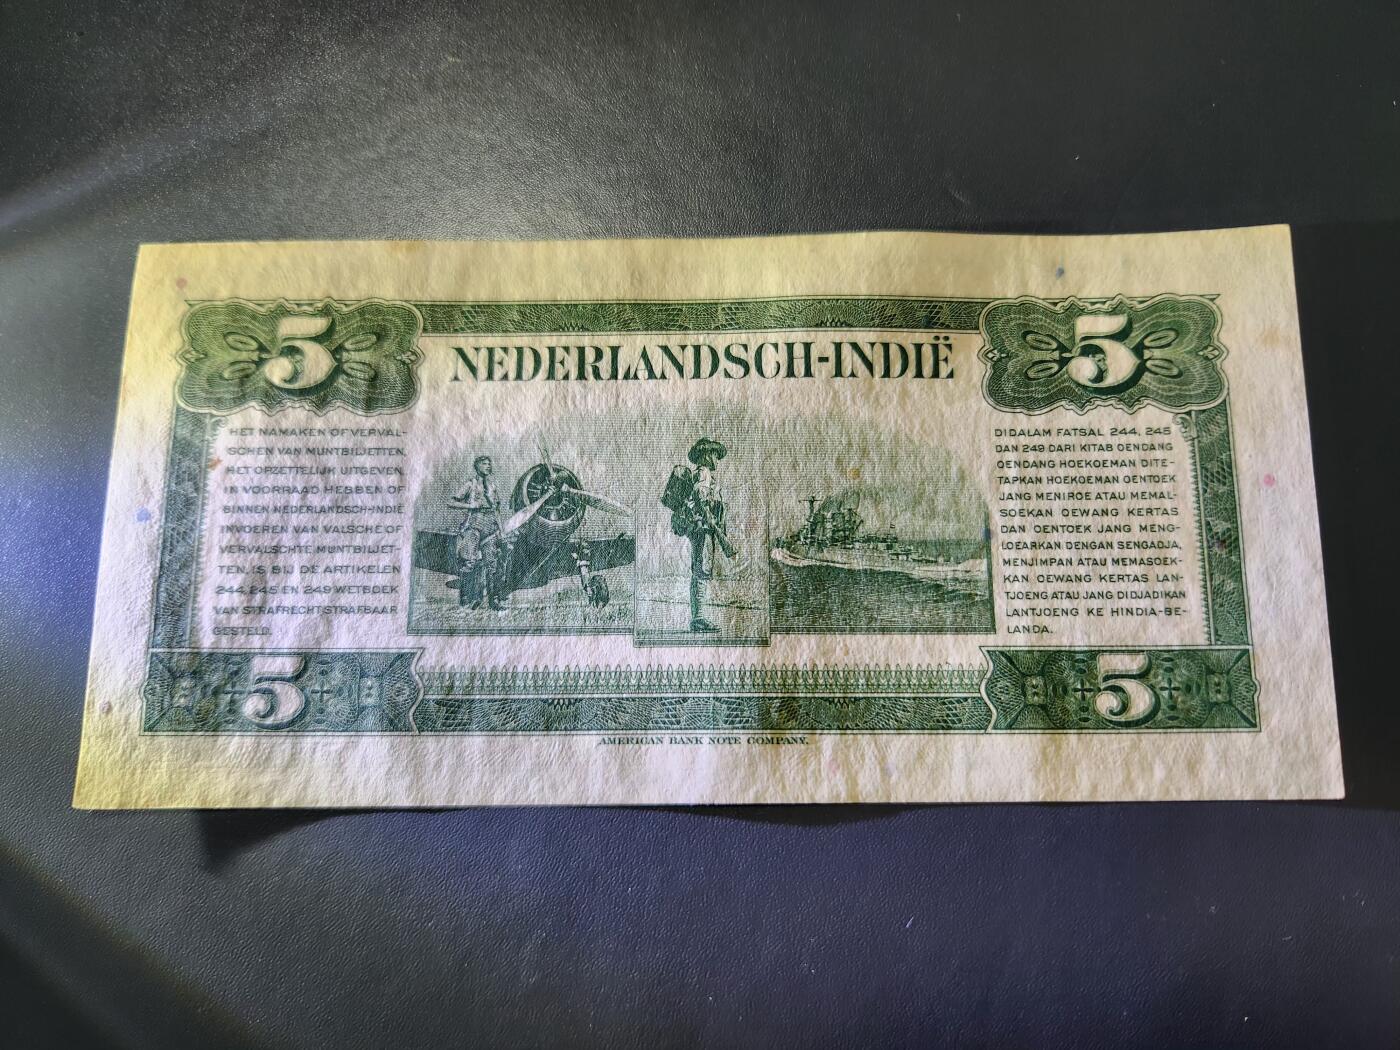 5
5
NEDERLANDSCH-INDIË
HET NAMAKEN OF VERVAL-
SCHEN VAN MUNTBILJETTEN,
HET OPZETTELIJK UITGEVEN,
IN VOORRAAD HEBBEN OF
BINNEN NEDERLANDSCH-INDIË
INVOEREN VAN VALSCHE OF
VERVALSCHTE MUNTBILJET-
TEN, IS BIJ DE ARTIKELEN
244, 245 EN 249 WETBOEK
VAN STRAFRECHT STRAFBAAR
GESTELD.
DIDALAM FATSAL 244, 245
DAN 249 DARI KITAB OENDANG
OENDANG HOEKOEMAN DITE-
TAPKAN HOEKOEMAN OENTOEK
JANG MENIROE ATAU MEMAL-
SOEKAN OEWANG KERTAS
DAN OENTOEK JANG MENG-
LOEARKAN DENGAN SENGADJA,
MENJIMPAN ATAU MEMASOEK-
KAN OEWANG KERTAS LAN-
TJOENG ATAU JANG DIDJADIKAN
LANTJOENG KE HINDIA-BE-
LANDA.
5
5
AMERICAN BANK NOTE COMPANY.